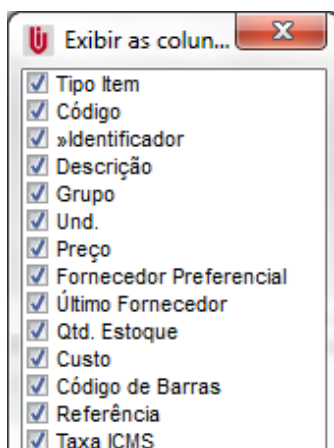 Exibir as colun...
Tipo Item
Código
»Identificador
Descrição
Grupo
Und.
Preço
Fornecedor Preferencial
Último Fornecedor
Qtd. Estoque
Custo
Código de Barras
Referência
Taxa ICMS